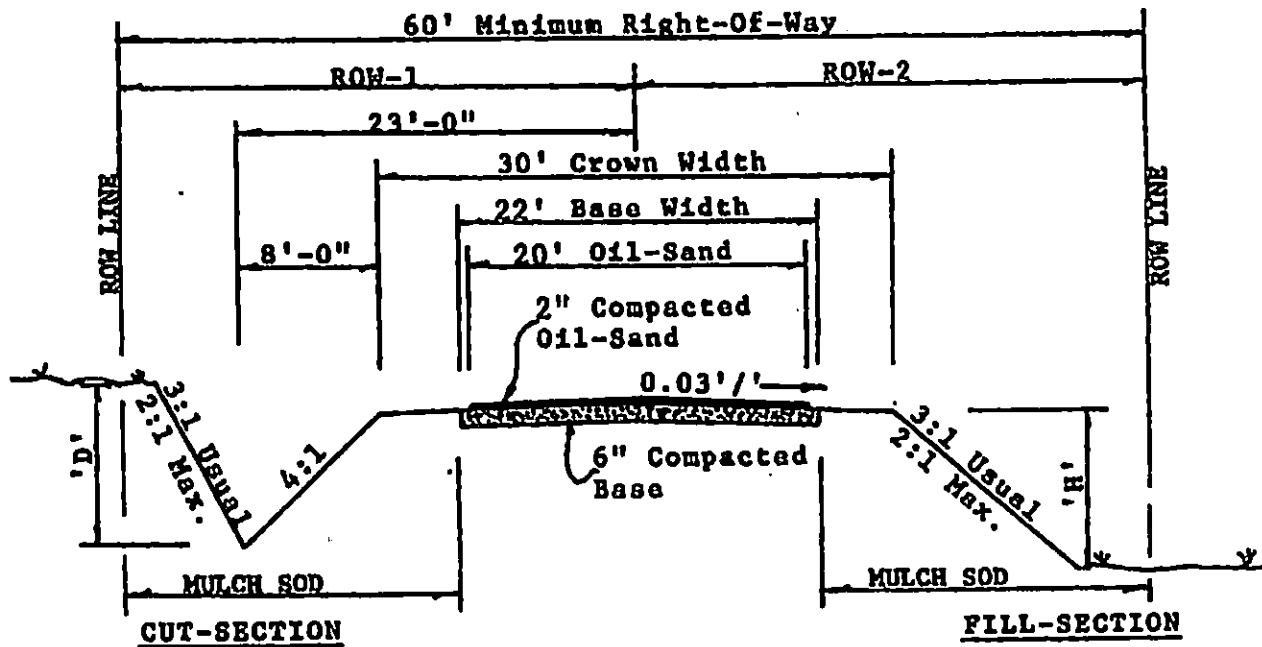 60' Minimum Right-Of-Way
ROW-1
ROW-2
23'-0"
30' Crown Width
22' Base Width
8'-0"
20' Oil-Sand
ROW LINE
ROW LINE
2" Compacted
Oil-Sand
0.03'/'
3:1 Usual
2:1 Max.
4:1
'D'
6" Compacted
Base
3:1 Usual
2:1 Max.
'H'
MULCH SOD
MULCH SOD
CUT-SECTION
FILL-SECTION